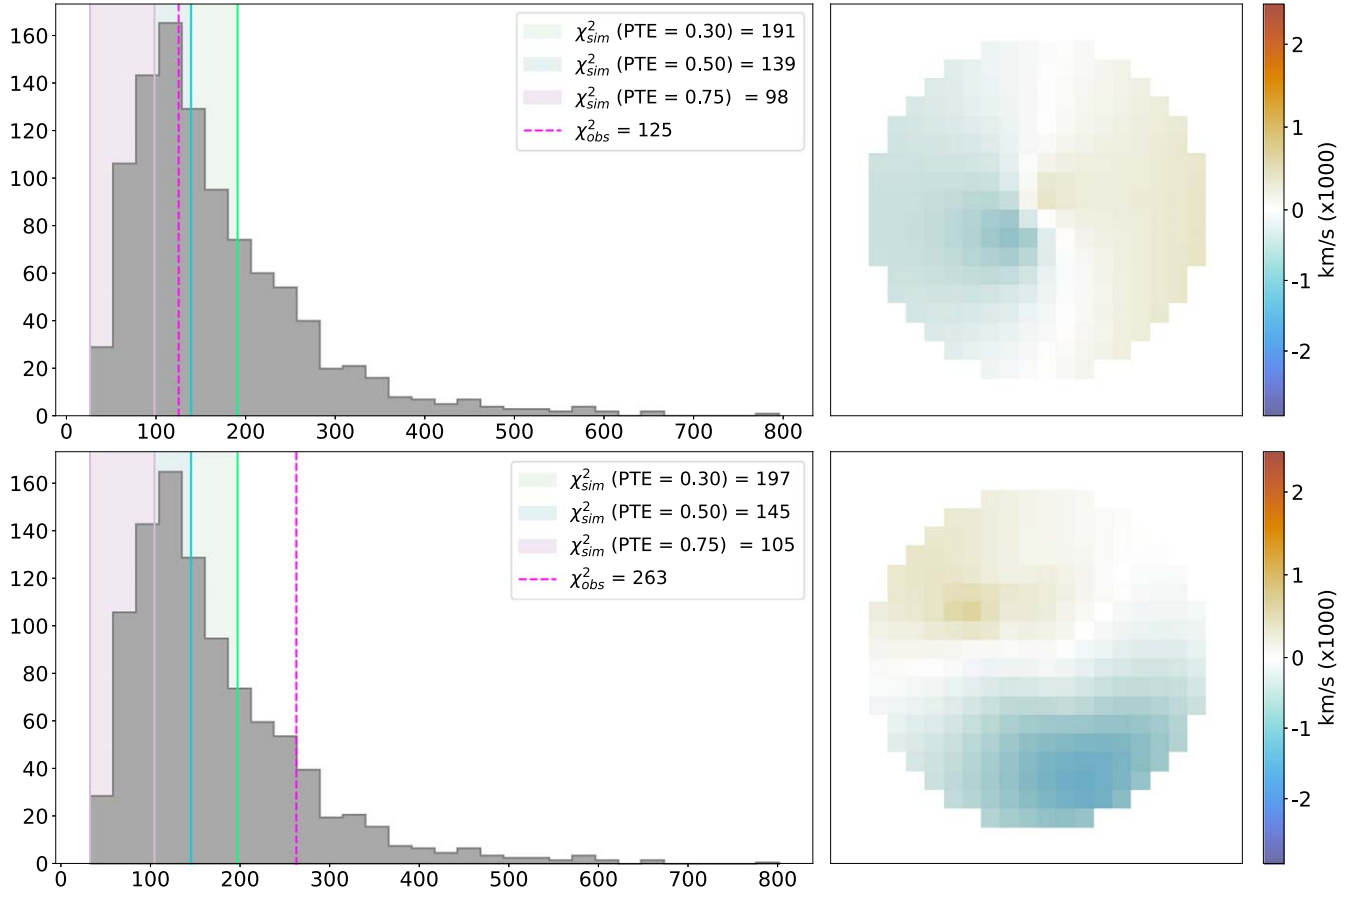 160
140
120
100
80
60
40
20
0
0 100 200 300 400 500 600 700 800
χ²sim (PTE = 0.30) = 191
χ²sim (PTE = 0.50) = 139
χ²sim (PTE = 0.75) = 98
χ²obs = 125
2
1
0
-1
-2
km/s (x1000)
160
140
120
100
80
60
40
20
0
0 100 200 300 400 500 600 700 800
χ²sim (PTE = 0.30) = 197
χ²sim (PTE = 0.50) = 145
χ²sim (PTE = 0.75) = 105
χ²obs = 263
2
1
0
-1
-2
km/s (x1000)